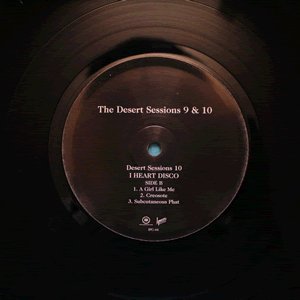 The Desert Sessions 9 & 10
Desert Sessions 10
I HEART DISCO
SIDE B
1. A Girl Like Me
2. Creosote
3. Subcutaneous Phat